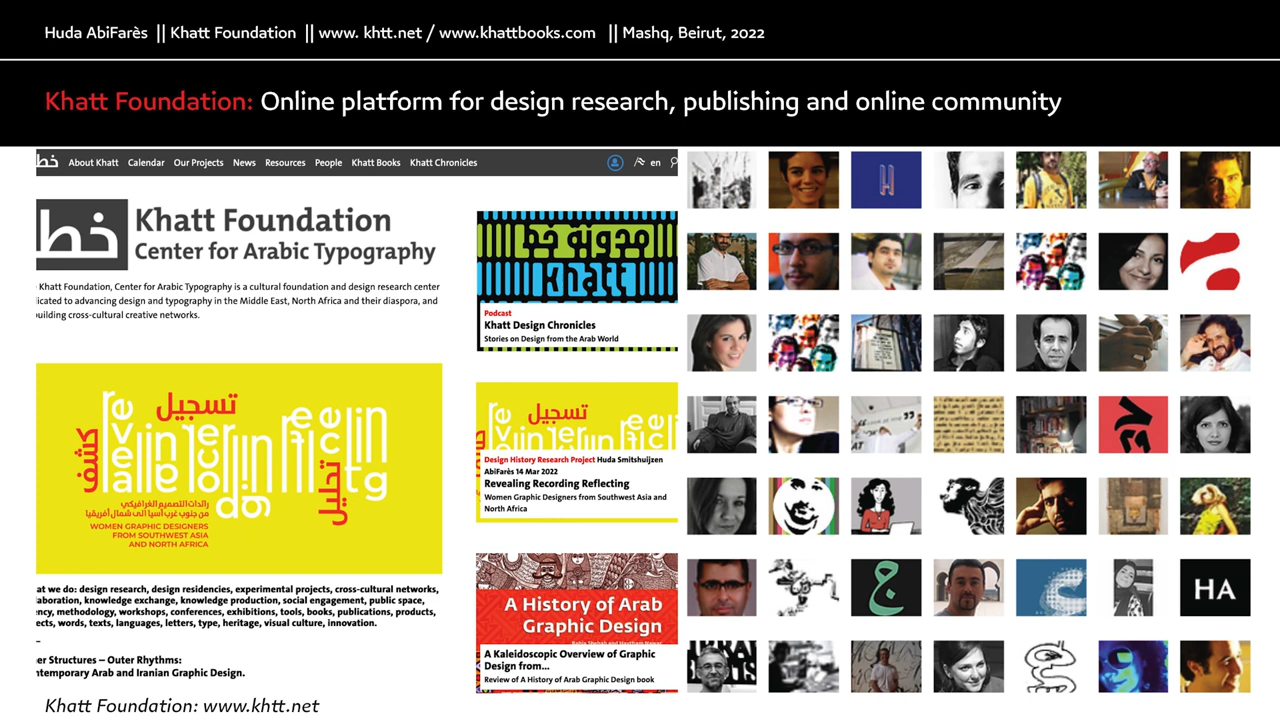 Huda AbiFarès || Khatt Foundation || www. khtt.net / www.khattbooks.com || Mashq, Beirut, 2022
Khatt Foundation: Online platform for design research, publishing and online community
خط
About Khatt Calendar Our Projects News Resources People Khatt Books Khatt Chronicles
en
خط
Khatt Foundation
Center for Arabic Typography
Khatt Foundation, Center for Arabic Typography is a cultural foundation and design research center
licated to advancing design and typography in the Middle East, North Africa and their diaspora, and
building cross-cultural creative networks.
تسجيل
كشف
تحليل
رائدات التصميم الغرافيكي
من جنوب غرب آسيا الى شمال أفريقيا
WOMEN GRAPHIC DESIGNERS
FROM SOUTHWEST ASIA
AND NORTH AFRICA
at we do: design research, design residencies, experimental projects, cross-cultural networks,
laboration, knowledge exchange, knowledge production, social engagement, public space,
ncy, methodology, workshops, conferences, exhibitions, tools, books, publications, products,
ects, words, texts, languages, letters, type, heritage, visual culture, innovation.
er Structures – Outer Rhythms:
ntemporary Arab and Iranian Graphic Design.
Podcast
Khatt Design Chronicles
Stories on Design from the Arab World
تسجيل
Design History Research Project Huda Smitshuijzen
AbiFarès 14 Mar 2022
Revealing Recording Reflecting
Women Graphic Designers from Southwest Asia and
North Africa
A History of Arab
Graphic Design
A Kaleidoscopic Overview of Graphic
Design from...
Review of A History of Arab Graphic Design book
H
ج
HA
Khatt Foundation: www.khtt.net